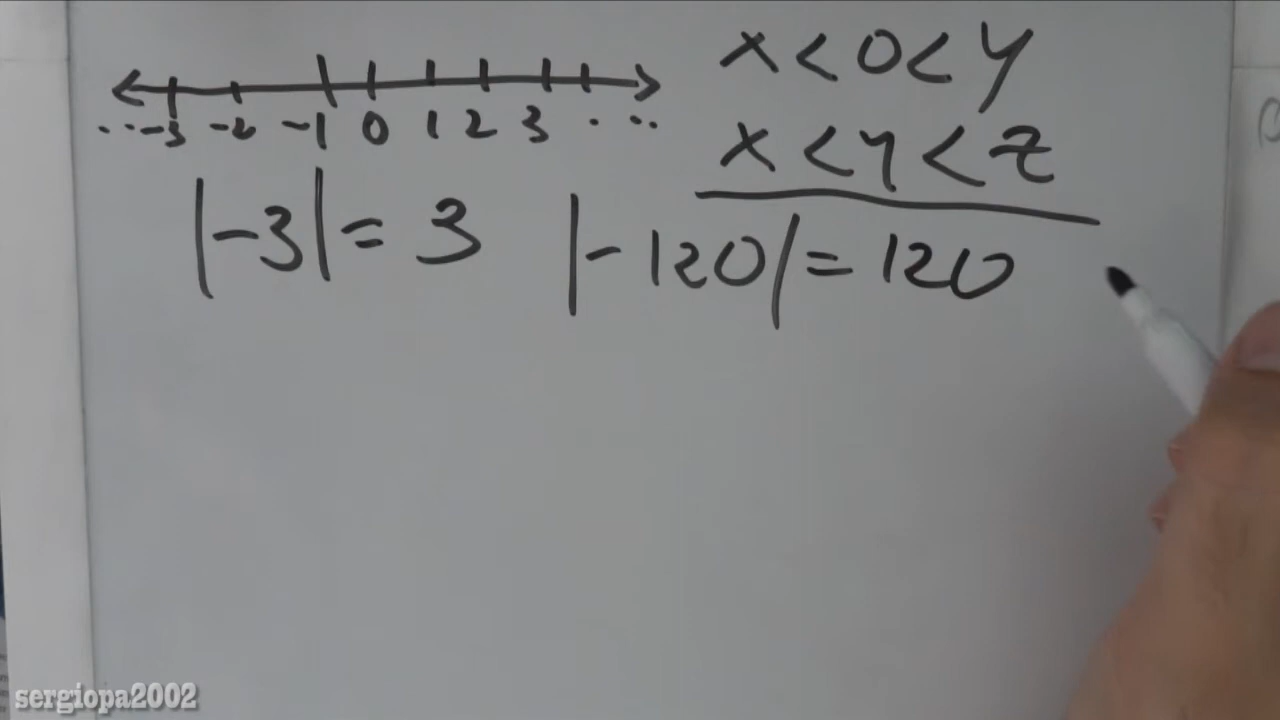 x < 0 < y
..-3 -2 -1 0 1 2 3 . ..
x < y < z
|-3| = 3 |-120| = 120
sergiopa2002